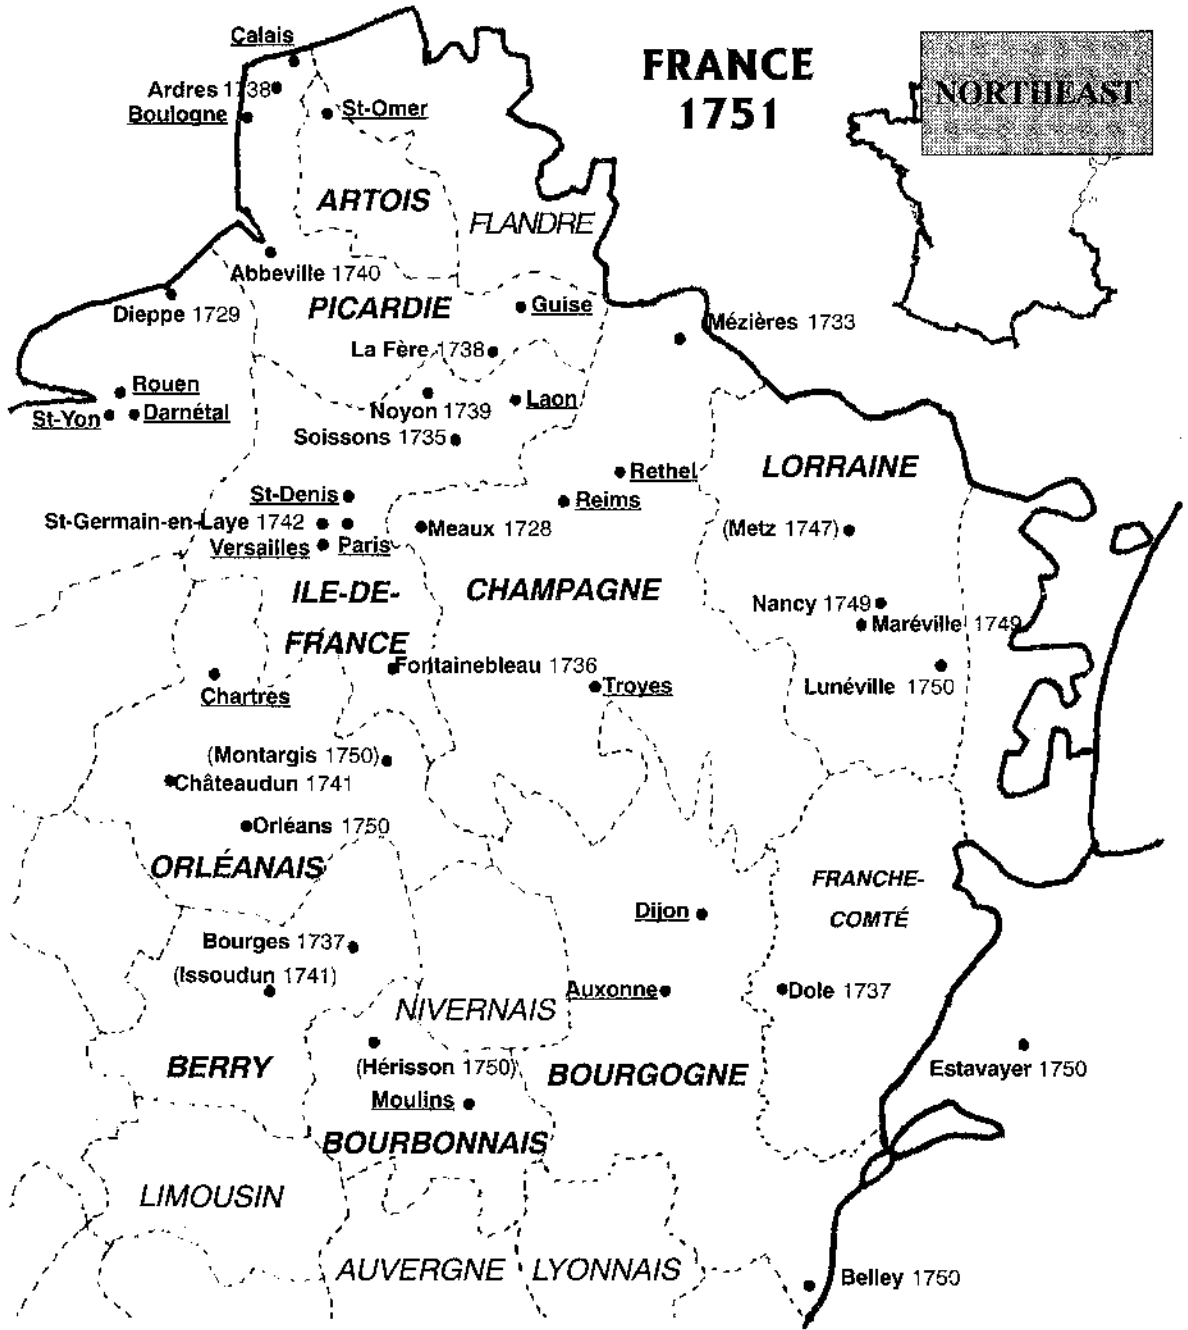 Calais
FRANCE
1751
NORTHEAST
Ardres 1738
Boulogne
St-Omer
ARTOIS
FLANDRE
Abbeville 1740
PICARDIE
Guise
Dieppe 1729
Mézières 1733
La Fère 1738
Rouen
Laon
St-Yon
Darnétal
Noyon 1739
Soissons 1735
LORRAINE
Rethel
St-Denis
Reims
St-Germain-en-Laye 1742
Meaux 1728
(Metz 1747)
Versailles
Paris
ILE-DE-
FRANCE
CHAMPAGNE
Nancy 1749
Maréville 1749
Fontainebleau 1736
Troyes
Lunéville 1750
Chartres
(Montargis 1750)
Châteaudun 1741
Orléans 1750
ORLÉANAIS
FRANCHE-
COMTÉ
Dijon
Bourges 1737
(Issoudun 1741)
Auxonne
Dole 1737
NIVERNAIS
BERRY
(Hérisson 1750)
BOURGOGNE
Estavayer 1750
Moulins
BOURBONNAIS
LIMOUSIN
AUVERGNE
LYONNAIS
Belley 1750